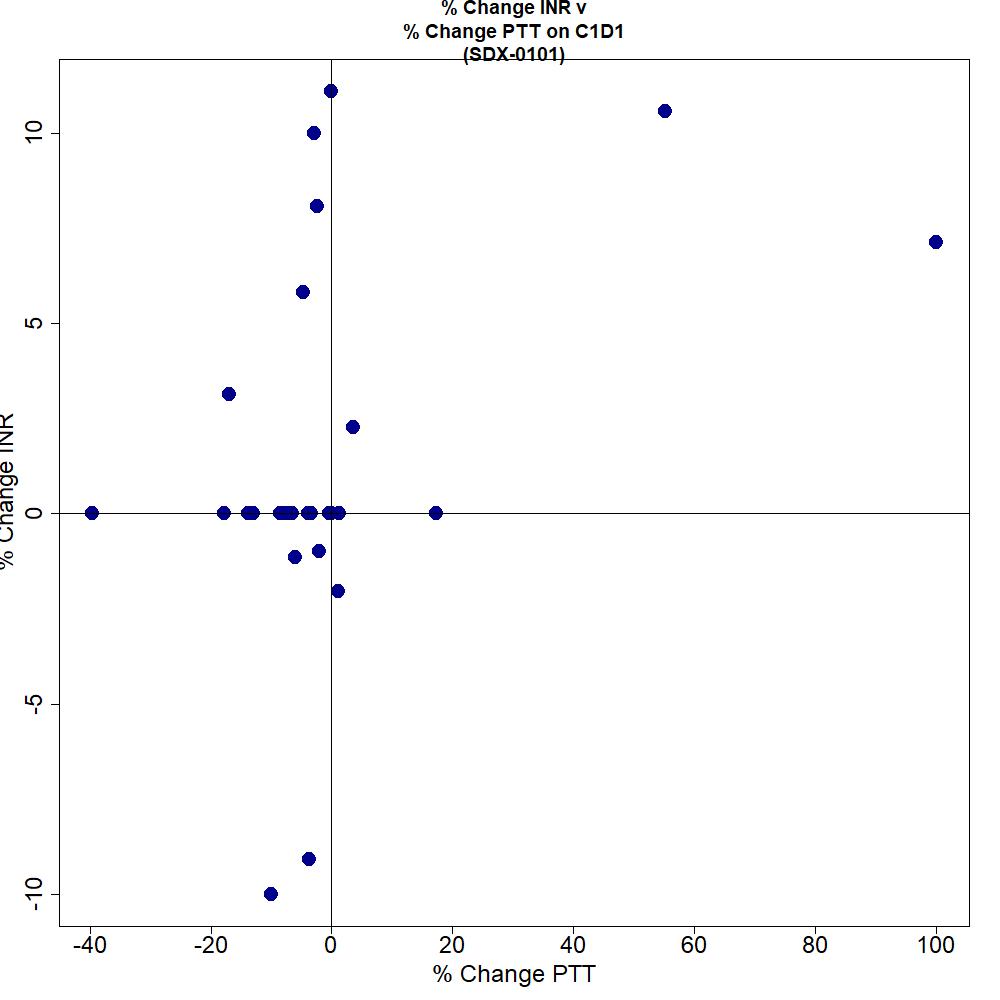 % Change INR v
% Change PTT on C1D1
(SDX-0101)
% Change INR
10
5
0
-5
-10
-40 -20 0 20 40 60 80 100
% Change PTT